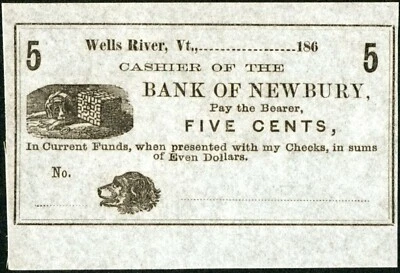 5 Wells River, Vt., 186 5
CASHIER OF THE
BANK OF NEWBURY,
Pay the Bearer,
FIVE CENTS,
In Current Funds, when presented with my Checks, in sums
of Even Dollars.
No.